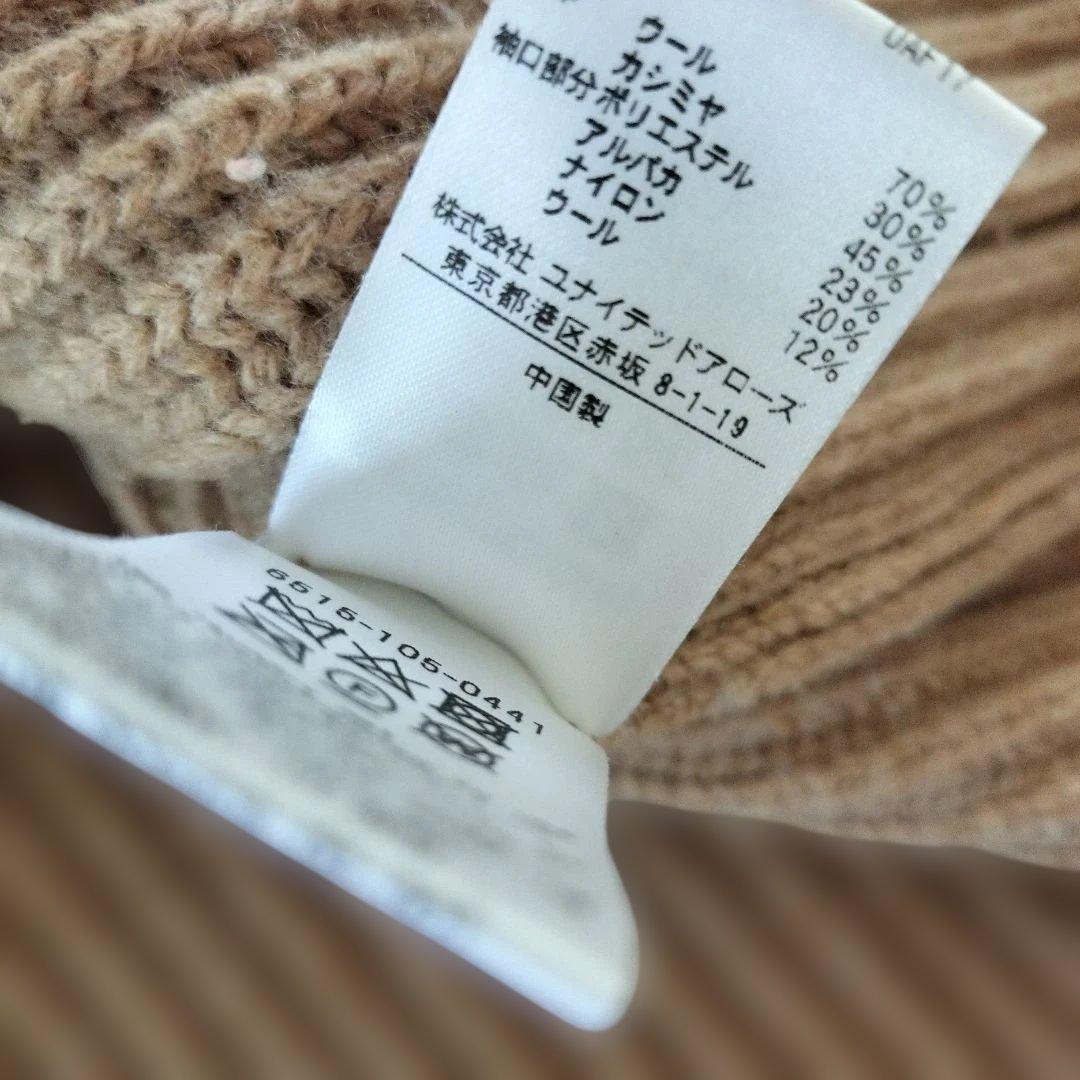 UAF17
ウール 70%
カシミヤ 30%
袖口部分 ポリエステル 45%
アルパカ 23%
ナイロン 20%
ウール 12%
株式会社 ユナイテッドアローズ
東京都港区赤坂 8-1-19
中国製
6515-105-0441
F